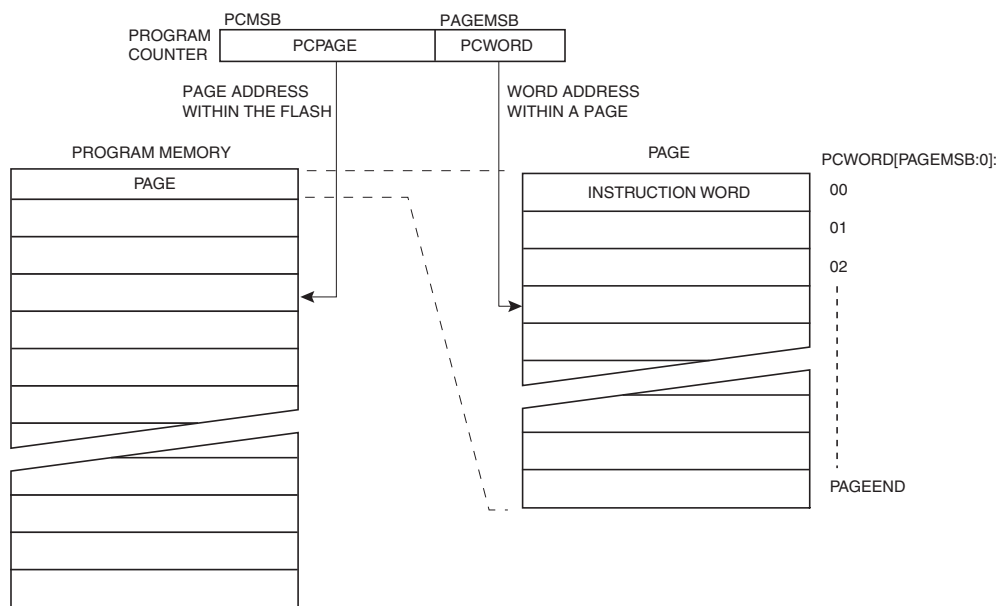 PCMSB
PAGEMSB
PROGRAM
COUNTER
PCPAGE
PCWORD
PAGE ADDRESS
WITHIN THE FLASH
WORD ADDRESS
WITHIN A PAGE
PROGRAM MEMORY
PAGE
PAGE
PCWORD[PAGEMSB:0]:
INSTRUCTION WORD
00
01
02
PAGEEND